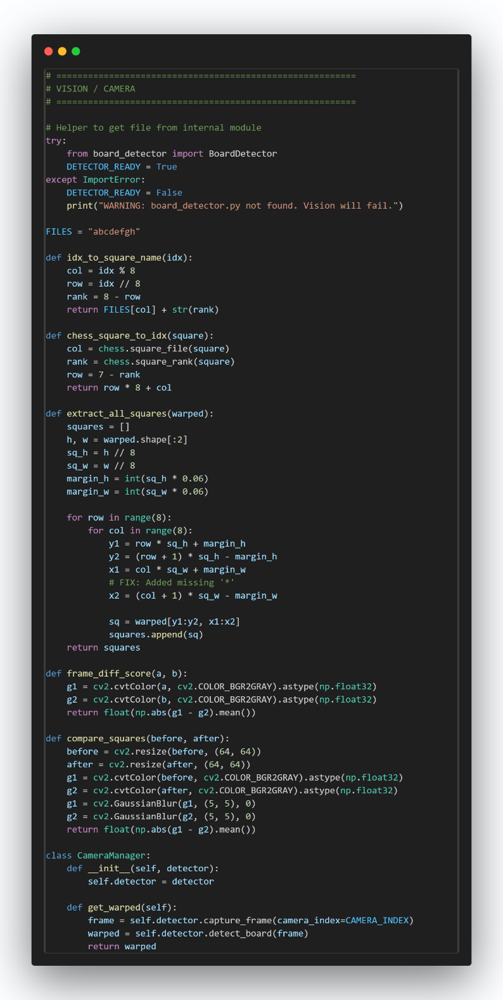 # =========================================================
# VISION / CAMERA
# =========================================================

# Helper to get file from internal module
try:
    from board_detector import BoardDetector
    DETECTOR_READY = True
except ImportError:
    DETECTOR_READY = False
    print("WARNING: board_detector.py not found. Vision will fail.")

FILES = "abcdefgh"

def idx_to_square_name(idx):
    col = idx % 8
    row = idx // 8
    rank = 8 - row
    return FILES[col] + str(rank)

def chess_square_to_idx(square):
    col = chess.square_file(square)
    rank = chess.square_rank(square)
    row = 7 - rank
    return row * 8 + col

def extract_all_squares(warped):
    squares = []
    h, w = warped.shape[:2]
    sq_h = h // 8
    sq_w = w // 8
    margin_h = int(sq_h * 0.06)
    margin_w = int(sq_w * 0.06)

    for row in range(8):
        for col in range(8):
            y1 = row * sq_h + margin_h
            y2 = (row + 1) * sq_h - margin_h
            x1 = col * sq_w + margin_w
            # FIX: Added missing '*'
            x2 = (col + 1) * sq_w - margin_w

            sq = warped[y1:y2, x1:x2]
            squares.append(sq)
    return squares

def frame_diff_score(a, b):
    g1 = cv2.cvtColor(a, cv2.COLOR_BGR2GRAY).astype(np.float32)
    g2 = cv2.cvtColor(b, cv2.COLOR_BGR2GRAY).astype(np.float32)
    return float(np.abs(g1 - g2).mean())

def compare_squares(before, after):
    before = cv2.resize(before, (64, 64))
    after = cv2.resize(after, (64, 64))
    g1 = cv2.cvtColor(before, cv2.COLOR_BGR2GRAY).astype(np.float32)
    g2 = cv2.cvtColor(after, cv2.COLOR_BGR2GRAY).astype(np.float32)
    g1 = cv2.GaussianBlur(g1, (5, 5), 0)
    g2 = cv2.GaussianBlur(g2, (5, 5), 0)
    return float(np.abs(g1 - g2).mean())

class CameraManager:
    def __init__(self, detector):
        self.detector = detector

    def get_warped(self):
        frame = self.detector.capture_frame(camera_index=CAMERA_INDEX)
        warped = self.detector.detect_board(frame)
        return warped